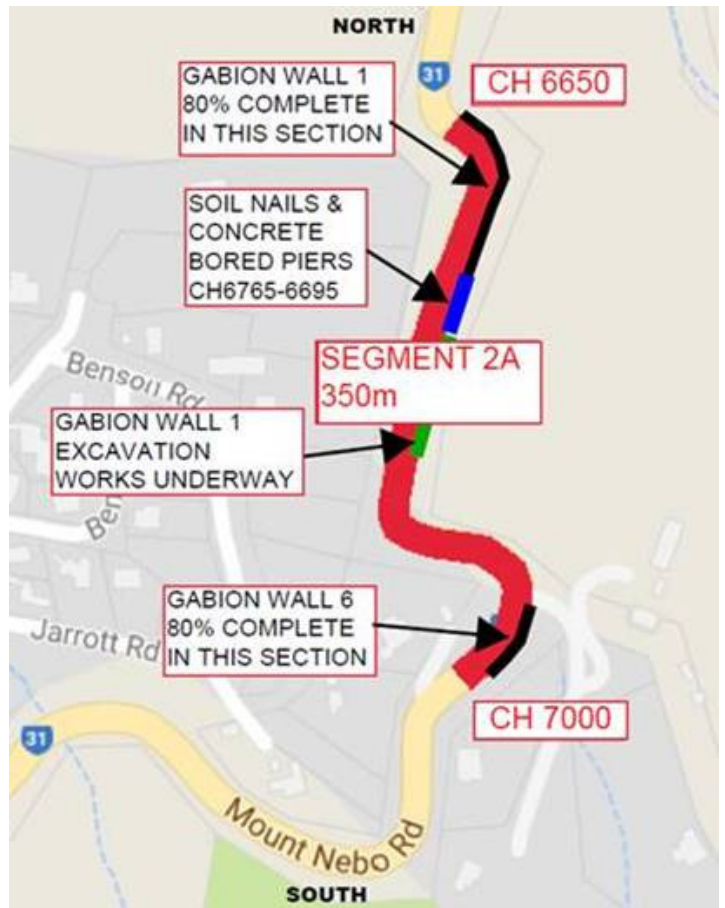 NORTH
31
CH 6650
GABION WALL 1
80% COMPLETE
IN THIS SECTION
SOIL NAILS &
CONCRETE
BORED PIERS
CH6765-6695
SEGMENT 2A
350m
Benson Rd
GABION WALL 1
EXCAVATION
WORKS UNDERWAY
Ben
GABION WALL 6
80% COMPLETE
IN THIS SECTION
Jarrott Rd
CH 7000
31
Mount Nebo Rd
SOUTH